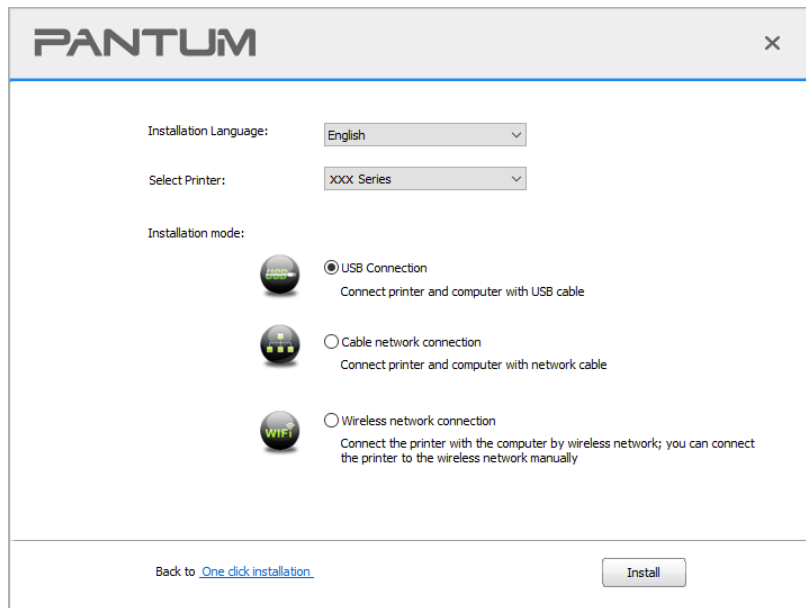 PANTUM
Installation Language:
English
Select Printer:
XXX Series
Installation mode:
USB
USB Connection
Connect printer and computer with USB cable
Cable network connection
Connect printer and computer with network cable
WiFi
Wireless network connection
Connect the printer with the computer by wireless network; you can connect
the printer to the wireless network manually
Back to One click installation
Install